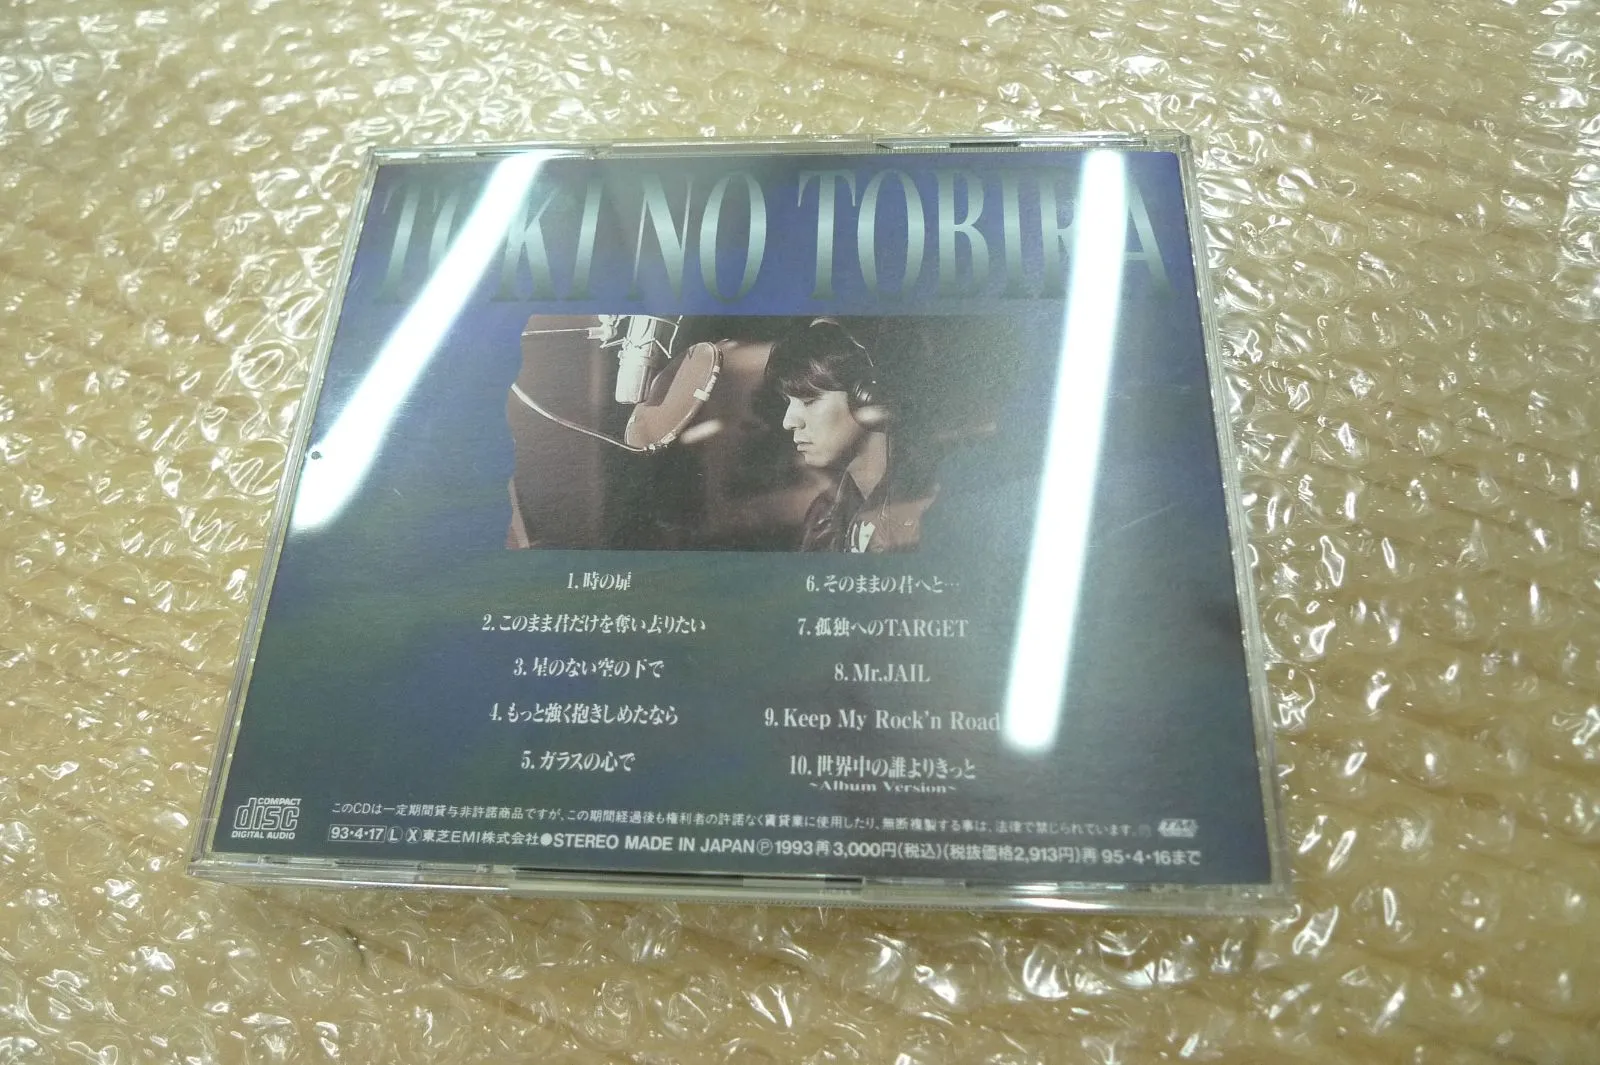 TOKI NO TOBIRA
1. 時の扉
2. このまま君だけを奪い去りたい
3. 星のない空の下で
4. もっと強く抱きしめたなら
5. ガラスの心で
6. そのままの君へと…
7. 孤独へのTARGET
8. Mr.JAIL
9. Keep My Rock'n Road
10. 世界中の誰よりきっと
~Album Version~
COMPACT
disc
DIGITAL AUDIO
このCDは一定期間貸与非許諾商品ですが、この期間経過後も権利者の許諾なく賃貸業に使用したり、無断複製する事は、法律で禁じられています。
93・4・17 L X 東芝EMI株式会社●STEREO MADE IN JAPAN Ⓟ1993 再 3,000円(税込)(税抜価格2,913円)再 95・4・16まで